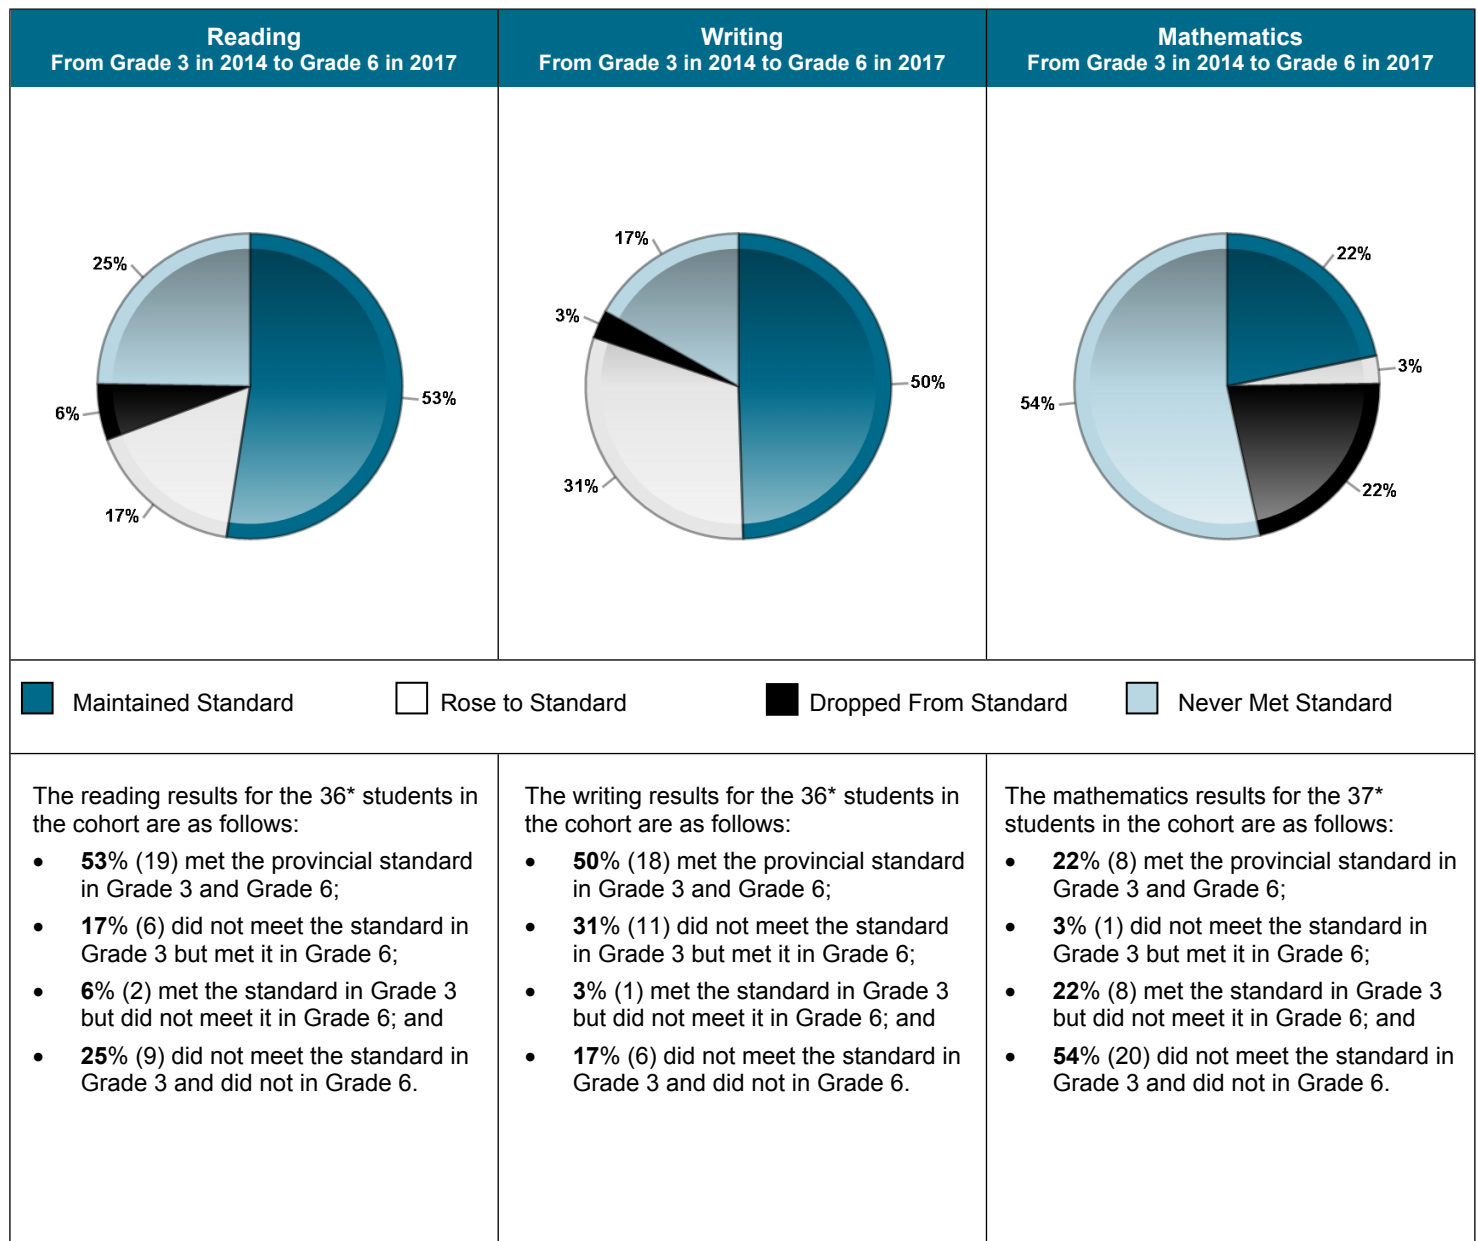 Reading
From Grade 3 in 2014 to Grade 6 in 2017
Writing
From Grade 3 in 2014 to Grade 6 in 2017
Mathematics
From Grade 3 in 2014 to Grade 6 in 2017
25%
6%
17%
53%
17%
3%
31%
50%
22%
3%
54%
22%
Maintained Standard
Rose to Standard
Dropped From Standard
Never Met Standard
The reading results for the 36* students in
the cohort are as follows:
• 53% (19) met the provincial standard
in Grade 3 and Grade 6;
• 17% (6) did not meet the standard in
Grade 3 but met it in Grade 6;
• 6% (2) met the standard in Grade 3
but did not meet it in Grade 6; and
• 25% (9) did not meet the standard in
Grade 3 and did not in Grade 6.
The writing results for the 36* students in
the cohort are as follows:
• 50% (18) met the provincial standard
in Grade 3 and Grade 6;
• 31% (11) did not meet the standard
in Grade 3 but met it in Grade 6;
• 3% (1) met the standard in Grade 3
but did not meet it in Grade 6; and
• 17% (6) did not meet the standard in
Grade 3 and did not in Grade 6.
The mathematics results for the 37*
students in the cohort are as follows:
• 22% (8) met the provincial standard in
Grade 3 and Grade 6;
• 3% (1) did not meet the standard in
Grade 3 but met it in Grade 6;
• 22% (8) met the standard in Grade 3
but did not meet it in Grade 6; and
• 54% (20) did not meet the standard in
Grade 3 and did not in Grade 6.